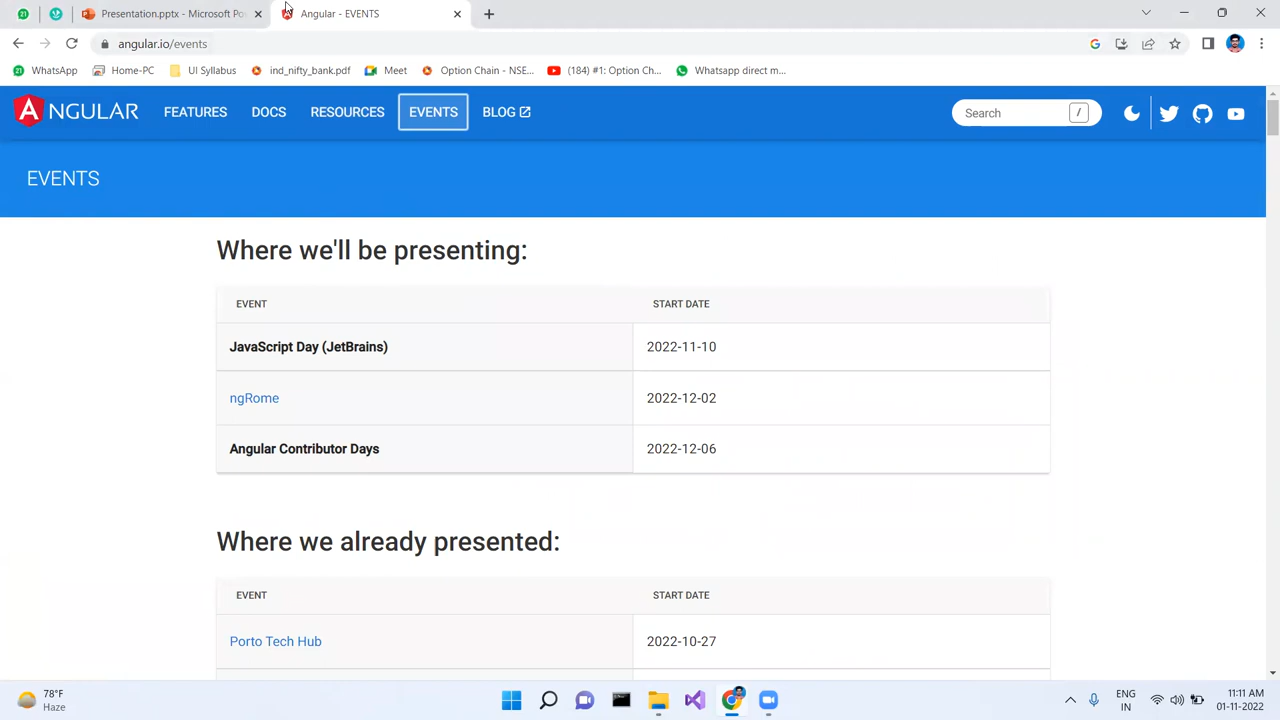 Presentation.pptx - Microsoft Po
Angular - EVENTS
angular.io/events
WhatsApp
Home-PC
UI Syllabus
ind_nifty_bank.pdf
Meet
Option Chain - NSE...
(184) #1: Option Ch...
Whatsapp direct m...
ANGULAR
FEATURES
DOCS
RESOURCES
EVENTS
BLOG
Search
/
EVENTS
Where we'll be presenting:
EVENT
START DATE
JavaScript Day (JetBrains)
2022-11-10
ngRome
2022-12-02
Angular Contributor Days
2022-12-06
Where we already presented:
EVENT
START DATE
Porto Tech Hub
2022-10-27
78°F
Haze
ENG
IN
11:11 AM
01-11-2022